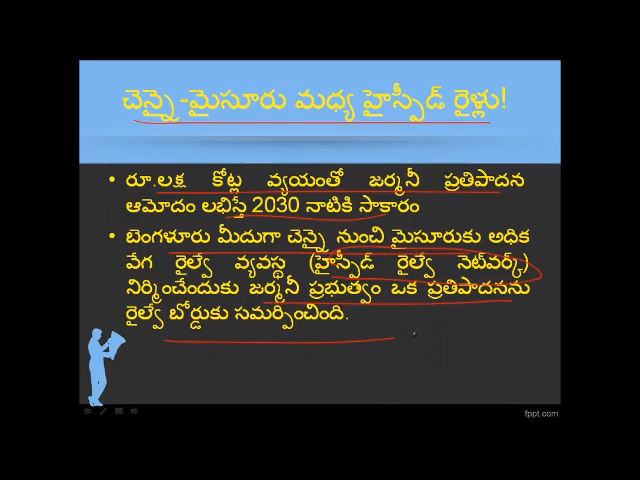 చెన్నై -మైసూరు మధ్య హైస్పీడ్ రైళ్లు!
• రూ.లక్ష కోట్ల వ్యయంతో జర్మనీ ప్రతిపాదన
ఆమోదం లభిస్తే 2030 నాటికి సాకారం
• బెంగళూరు మీదుగా చెన్నై నుంచి మైసూరుకు అధిక
వేగ రైల్వే వ్యవస్థ (హైస్పీడ్ రైల్వే నెట్‌వర్క్)
నిర్మించేందుకు జర్మనీ ప్రభుత్వం ఒక ప్రతిపాదనను
రైల్వే బోర్డుకు సమర్పించింది.
fppt.com